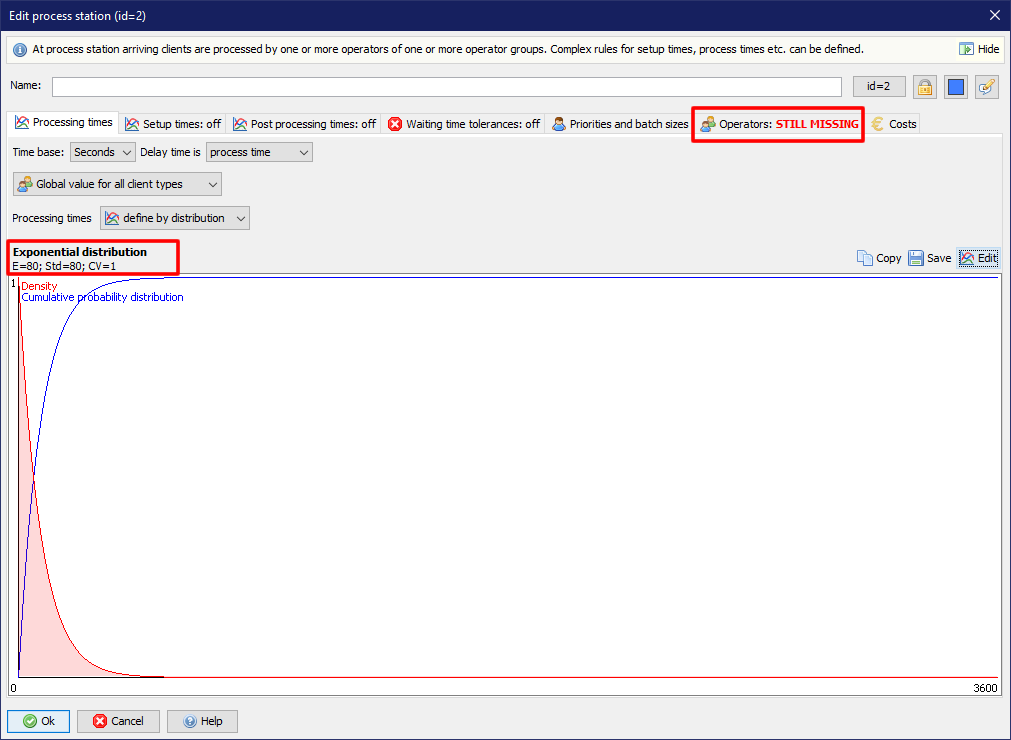 Edit process station (id=2)
At process station arriving clients are processed by one or more operators of one or more operator groups. Complex rules for setup times, process times etc. can be defined. Hide
Name: id=2
Processing times Setup times: off Post processing times: off Waiting time tolerances: off Priorities and batch sizes Operators: STILL MISSING Costs
Time base: Seconds Delay time is process time
Global value for all client types
Processing times define by distribution
Exponential distribution
E=80; Std=80; CV=1
Copy Save Edit
1 Density
Cumulative probability distribution
0 3600
Ok Cancel Help